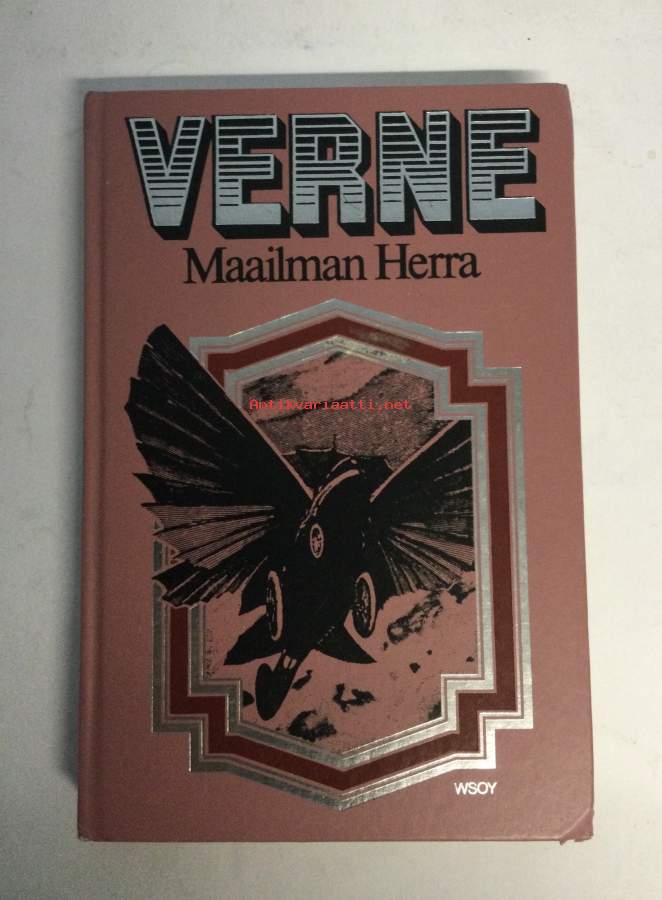 VERNE
Maailman Herra
Antikvariaatti.net
WSOY